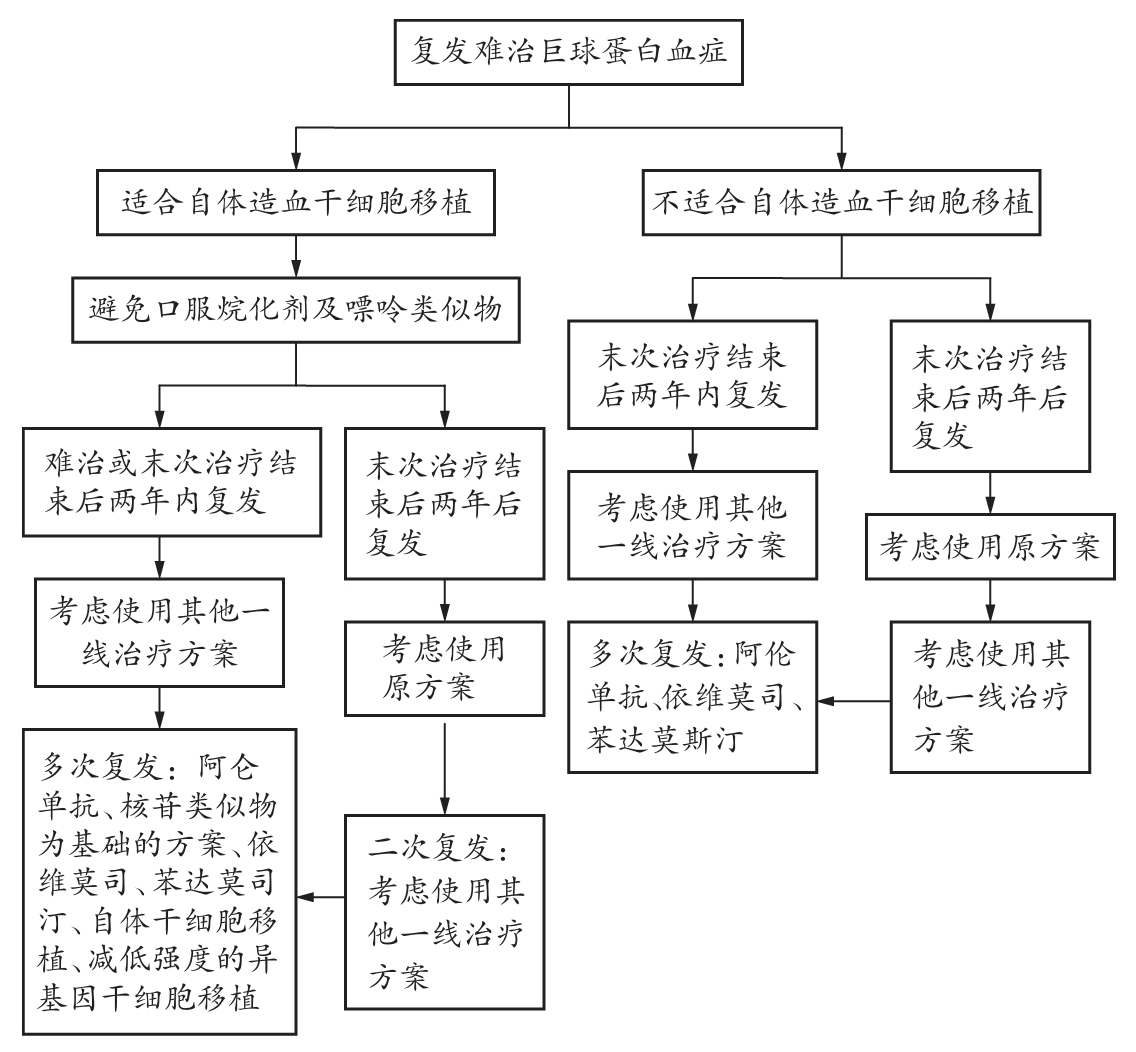 复发难治巨球蛋白血症
适合自体造血干细胞移植
不适合自体造血干细胞移植
避免口服烷化剂及嘌呤类似物
末次治疗结束
后两年内复发
末次治疗结
束后两年后
复发
难治或末次治疗结
束后两年内复发
末次治疗结
束后两年后
复发
考虑使用其他
一线治疗方案
考虑使用原方案
考虑使用其他一
线治疗方案
考虑使用
原方案
多次复发:阿伦
单抗、依维莫司、
苯达莫斯汀
考虑使用其
他一线治疗
方案
多次复发:阿仑
单抗、核苷类似物
为基础的方案、依
维莫司、苯达莫司
汀、自体干细胞移
植、减低强度的异
基因干细胞移植
二次复发:
考虑使用其
他一线治疗
方案